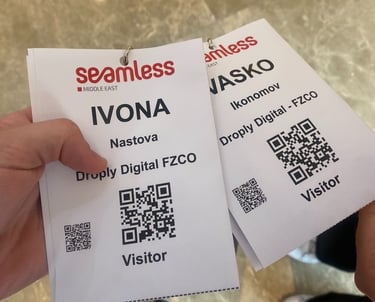 seamless
MIDDLE EAST
IVONA
Nastova
Droply Digital FZCO
Visitor
seamless
VASKO
Ikonomov
Droply Digital - FZCO
Visitor